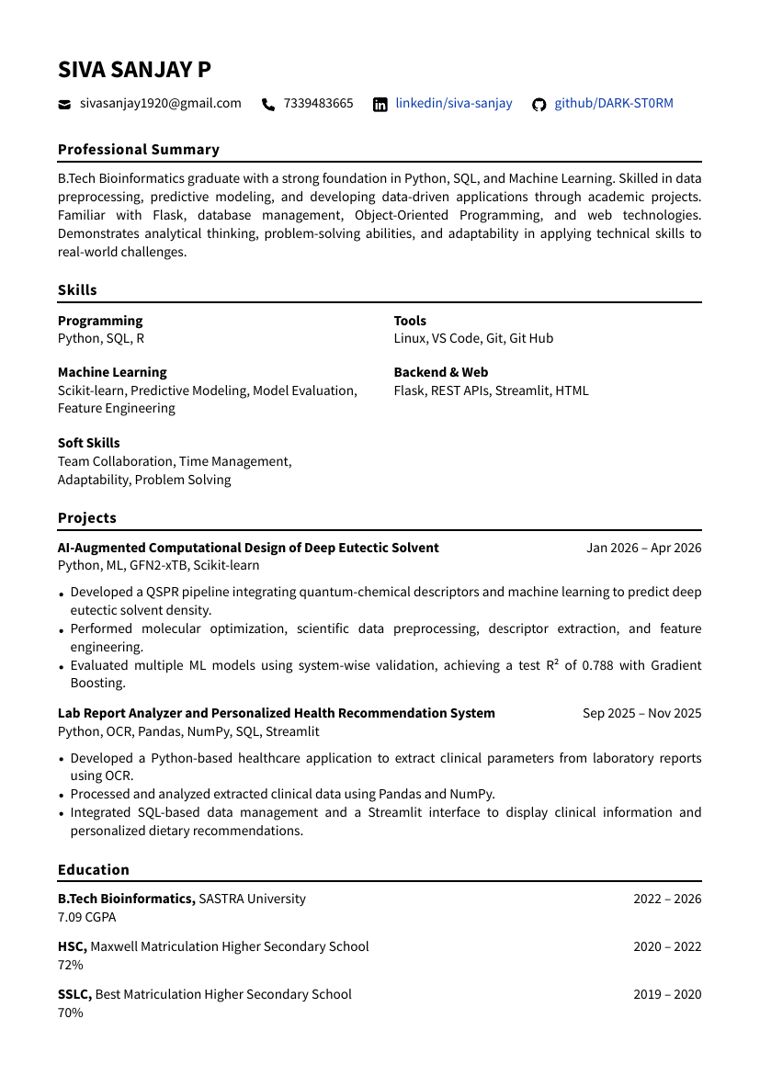 SIVA SANJAY P
sivasanjay1920@gmail.com 7339483665 linkedin/siva-sanjay github/DARK-ST0RM
Professional Summary
B.Tech Bioinformatics graduate with a strong foundation in Python, SQL, and Machine Learning. Skilled in data
preprocessing, predictive modeling, and developing data-driven applications through academic projects.
Familiar with Flask, database management, Object-Oriented Programming, and web technologies.
Demonstrates analytical thinking, problem-solving abilities, and adaptability in applying technical skills to
real-world challenges.
Skills
Programming
Python, SQL, R
Tools
Linux, VS Code, Git, Git Hub
Machine Learning
Scikit-learn, Predictive Modeling, Model Evaluation,
Feature Engineering
Backend & Web
Flask, REST APIs, Streamlit, HTML
Soft Skills
Team Collaboration, Time Management,
Adaptability, Problem Solving
Projects
AI-Augmented Computational Design of Deep Eutectic Solvent Jan 2026 – Apr 2026
Python, ML, GFN2-xTB, Scikit-learn
• Developed a QSPR pipeline integrating quantum-chemical descriptors and machine learning to predict deep
eutectic solvent density.
• Performed molecular optimization, scientific data preprocessing, descriptor extraction, and feature
engineering.
• Evaluated multiple ML models using system-wise validation, achieving a test R² of 0.788 with Gradient
Boosting.
Lab Report Analyzer and Personalized Health Recommendation System Sep 2025 – Nov 2025
Python, OCR, Pandas, NumPy, SQL, Streamlit
• Developed a Python-based healthcare application to extract clinical parameters from laboratory reports
using OCR.
• Processed and analyzed extracted clinical data using Pandas and NumPy.
• Integrated SQL-based data management and a Streamlit interface to display clinical information and
personalized dietary recommendations.
Education
B.Tech Bioinformatics, SASTRA University 2022 – 2026
7.09 CGPA
HSC, Maxwell Matriculation Higher Secondary School 2020 – 2022
72%
SSLC, Best Matriculation Higher Secondary School 2019 – 2020
70%